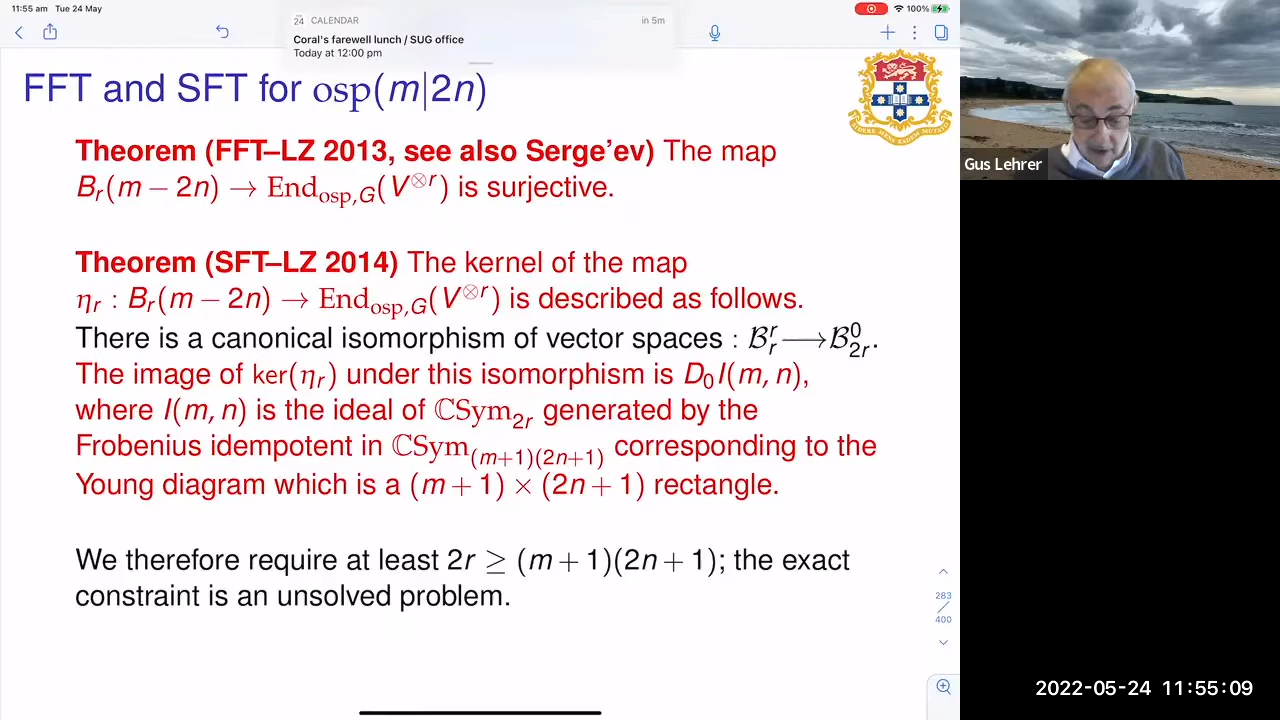 11:55 am Tue 24 May
100%
24 CALENDAR
in 5m
Coral's farewell lunch / SUG office
Today at 12:00 pm
FFT and SFT for osp(m|2n)
Theorem (FFT–LZ 2013, see also Serge'ev) The map
B_r(m − 2n) → End_{osp,G}(V^{⊗r}) is surjective.
Theorem (SFT–LZ 2014) The kernel of the map
η_r : B_r(m − 2n) → End_{osp,G}(V^{⊗r}) is described as follows.
There is a canonical isomorphism of vector spaces : ℬ_r^r ⟶ ℬ_{2r}^0.
The image of ker(η_r) under this isomorphism is D_0I(m, n),
where I(m, n) is the ideal of ℂSym_{2r} generated by the
Frobenius idempotent in ℂSym_{(m+1)(2n+1)} corresponding to the
Young diagram which is a (m + 1) × (2n + 1) rectangle.
We therefore require at least 2r ≥ (m + 1)(2n + 1); the exact
constraint is an unsolved problem.
283
/
400
Gus Lehrer
2022-05-24 11:55:09